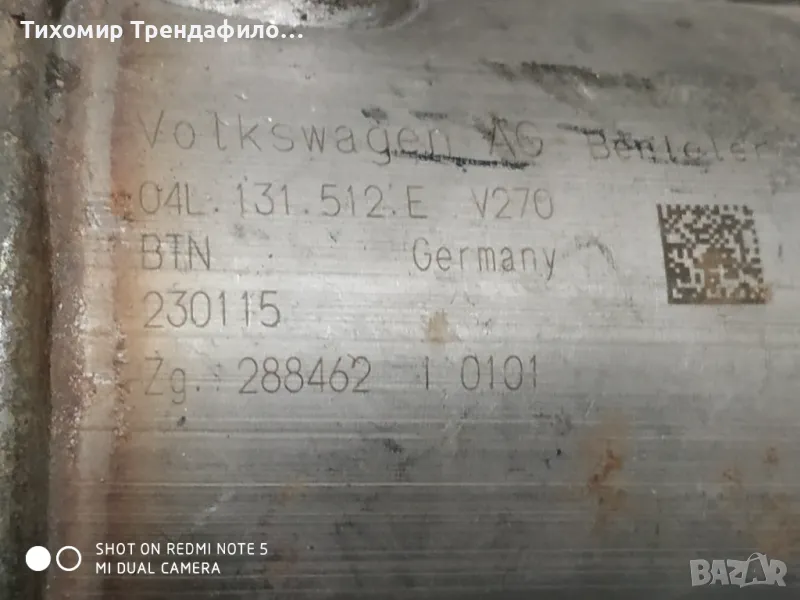 Тихомир Трендафило...
Volkswagen AG Benteler
04L.131.512.E V270
BTN Germany
230115
Zg. 288462 1 0101
SHOT ON REDMI NOTE 5
MI DUAL CAMERA
BAZAR